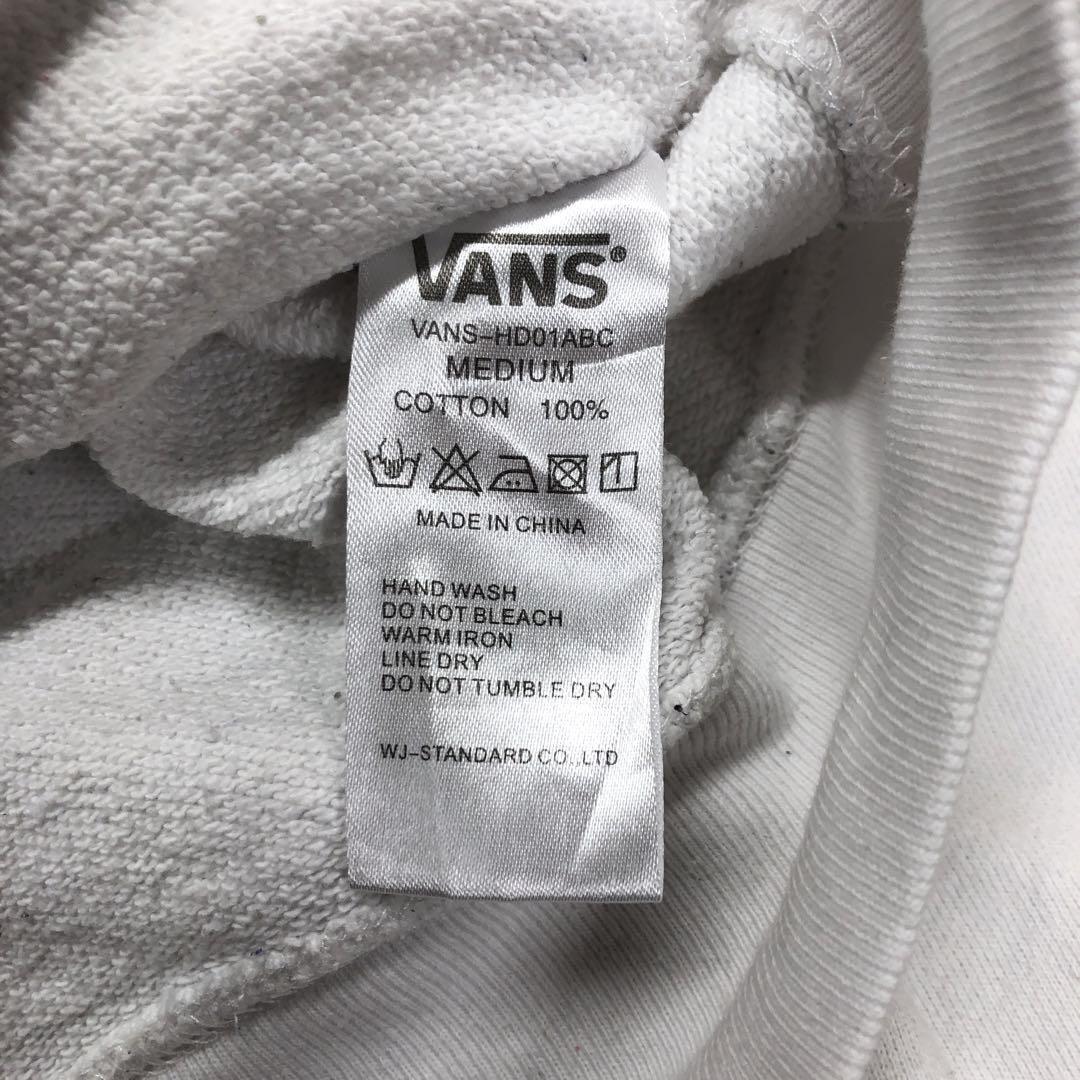 VANS®
VANS-HD01ABC
MEDIUM
COTTON 100%
MADE IN CHINA
HAND WASH
DO NOT BLEACH
WARM IRON
LINE DRY
DO NOT TUMBLE DRY
WJ-STANDARD CO.,LTD